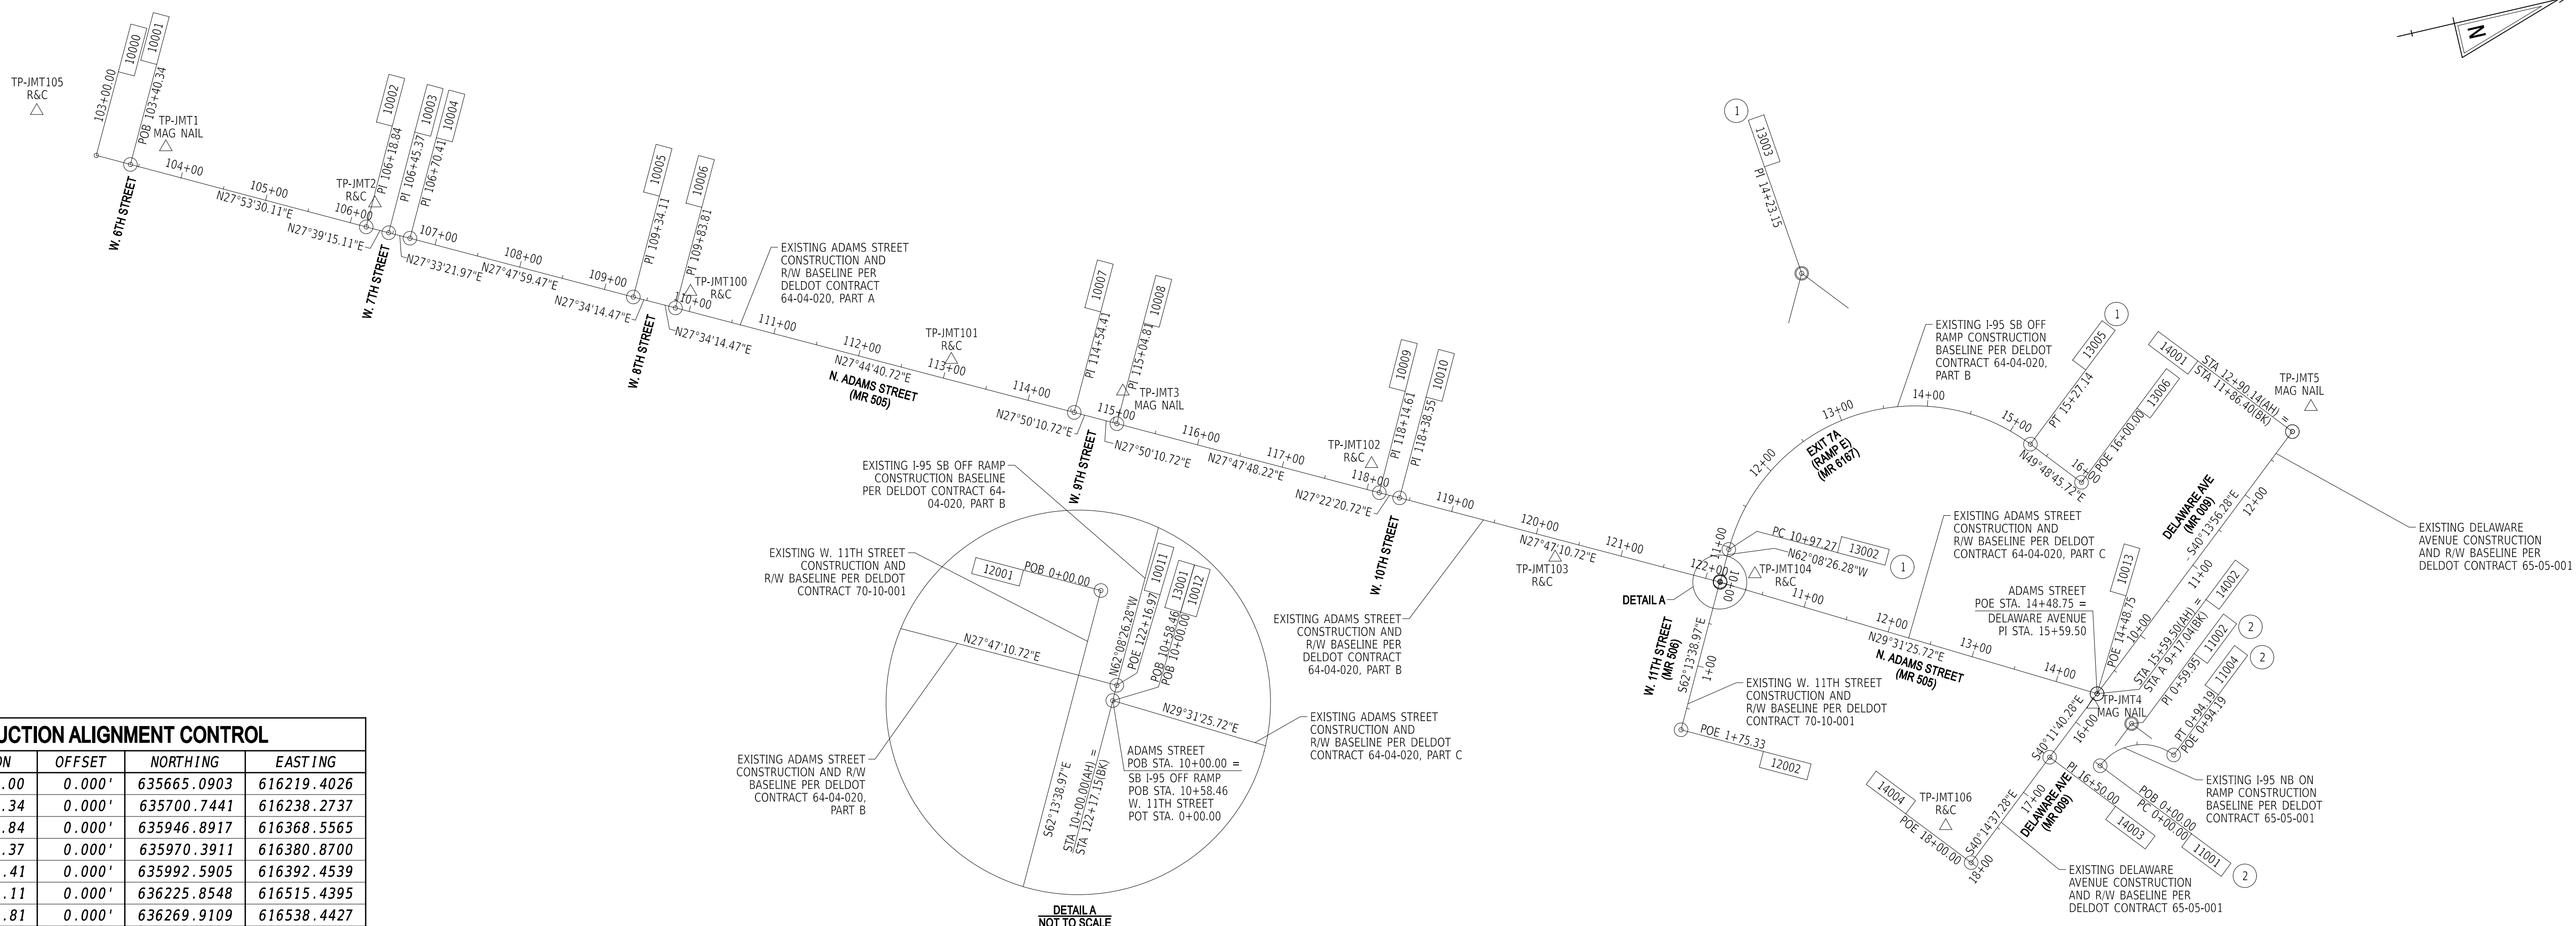 TP-JMT105
R&C
103+00.00
10000
POB 103+40.34
10001
TP-JMT1
MAG NAIL
W. 6TH STREET
104+00
105+00
N27°53'30.11"E
106+00
TP-JMT2
R&C
PI 106+18.84
10002
PI 106+45.37
10003
PI 106+70.41
10004
N27°39'15.11"E
W. 7TH STREET
N27°33'21.97"E
107+00
108+00
N27°47'59.47"E
109+00
PI 109+34.11
10005
PI 109+83.81
10006
N27°34'14.47"E
W. 8TH STREET
TP-JMT100
R&C
110+00
N27°34'14.47"E
EXISTING ADAMS STREET
CONSTRUCTION AND
R/W BASELINE PER
DELDOT CONTRACT
64-04-020, PART A
111+00
112+00
TP-JMT101
R&C
113+00
N27°44'40.72"E
N. ADAMS STREET
(MR 505)
114+00
PI 114+54.41
10007
PI 115+04.81
10008
N27°50'10.72"E
115+00
TP-JMT3
MAG NAIL
W. 9TH STREET
N27°50'10.72"E
116+00
117+00
N27°47'48.22"E
TP-JMT102
R&C
118+00
PI 118+14.61
10009
PI 118+38.55
10010
N27°22'20.72"E
W. 10TH STREET
119+00
120+00
N27°47'10.72"E
121+00
TP-JMT103
R&C
EXISTING ADAMS STREET
CONSTRUCTION AND
R/W BASELINE PER
DELDOT CONTRACT
64-04-020, PART B
122+00
10+00
11+00
DETAIL A
TP-JMT104
R&C
PC 10+97.27
13002
1
N62°08'26.28"W
W. 11TH STREET
(MR 506)
S62°13'38.97"E
1+00
EXISTING W. 11TH STREET
CONSTRUCTION AND
R/W BASELINE PER DELDOT
CONTRACT 70-10-001
POE 1+75.33
12002
1
13003
PI 14+23.15
12+00
13+00
14+00
15+00
EXIT 7A
(RAMP E)
(MR 6167)
EXISTING I-95 SB OFF
RAMP CONSTRUCTION
BASELINE PER DELDOT
CONTRACT 64-04-020,
PART B
PT 15+27.14
13005
1
POE 16+00.00
13006
16+00
N49°48'45.72"E
11+00
12+00
N29°31'25.72"E
N. ADAMS STREET
(MR 505)
13+00
14+00
EXISTING ADAMS STREET
CONSTRUCTION AND
R/W BASELINE PER DELDOT
CONTRACT 64-04-020, PART C
ADAMS STREET
POE STA. 14+48.75 =
DELAWARE AVENUE
PI STA. 15+59.50
POE 14+48.75
10013
14001
STA 12+90.14(AH) =
STA 11+86.40(BK)
TP-JMT5
MAG NAIL
DELAWARE AVE
(MR 009)
S40°13'56.28"E
12+00
11+00
10+00
EXISTING DELAWARE
AVENUE CONSTRUCTION
AND R/W BASELINE PER
DELDOT CONTRACT 65-05-001
STA 15+59.50(AH) =
STA A 9+17.04(BK)
14002
PI 0+59.95
11002
2
PT 0+94.19
POE 0+94.19
11004
2
TP-JMT4
MAG NAIL
S40°11'40.28"E
16+00
PI 16+50.00
14003
POB 0+00.00
PC 0+00.00
11001
2
EXISTING I-95 NB ON
RAMP CONSTRUCTION
BASELINE PER DELDOT
CONTRACT 65-05-001
17+00
DELAWARE AVE
(MR 009)
S40°14'37.28"E
TP-JMT106
R&C
14004
POE 18+00.00
18+00
EXISTING DELAWARE
AVENUE CONSTRUCTION
AND R/W BASELINE PER
DELDOT CONTRACT 65-05-001
N
EXISTING I-95 SB OFF RAMP
CONSTRUCTION BASELINE
PER DELDOT CONTRACT 64-
04-020, PART B
EXISTING W. 11TH STREET
CONSTRUCTION AND
R/W BASELINE PER DELDOT
CONTRACT 70-10-001
12001
POB 0+00.00
N27°47'10.72"E
N62°08'26.28"W
POE 122+16.97
10011
POB 10+58.46
13001
POB 10+00.00
10012
N29°31'25.72"E
EXISTING ADAMS STREET
CONSTRUCTION AND R/W
BASELINE PER DELDOT
CONTRACT 64-04-020,
PART B
S62°13'38.97"E
STA 10+00.00(AH) =
STA 122+17.15(BK)
ADAMS STREET
POB STA. 10+00.00 =
SB I-95 OFF RAMP
POB STA. 10+58.46
W. 11TH STREET
POT STA. 0+00.00
EXISTING ADAMS STREET
CONSTRUCTION AND
R/W BASELINE PER DELDOT
CONTRACT 64-04-020, PART C
DETAIL A
NOT TO SCALE
UCTION ALIGNMENT CONTROL
ON OFFSET NORTHING EASTING
.00 0.000' 635665.0903 616219.4026
.34 0.000' 635700.7441 616238.2737
.84 0.000' 635946.8917 616368.5565
.37 0.000' 635970.3911 616380.8700
.41 0.000' 635992.5905 616392.4539
.11 0.000' 636225.8548 616515.4395
.81 0.000' 636269.9109 616538.4427